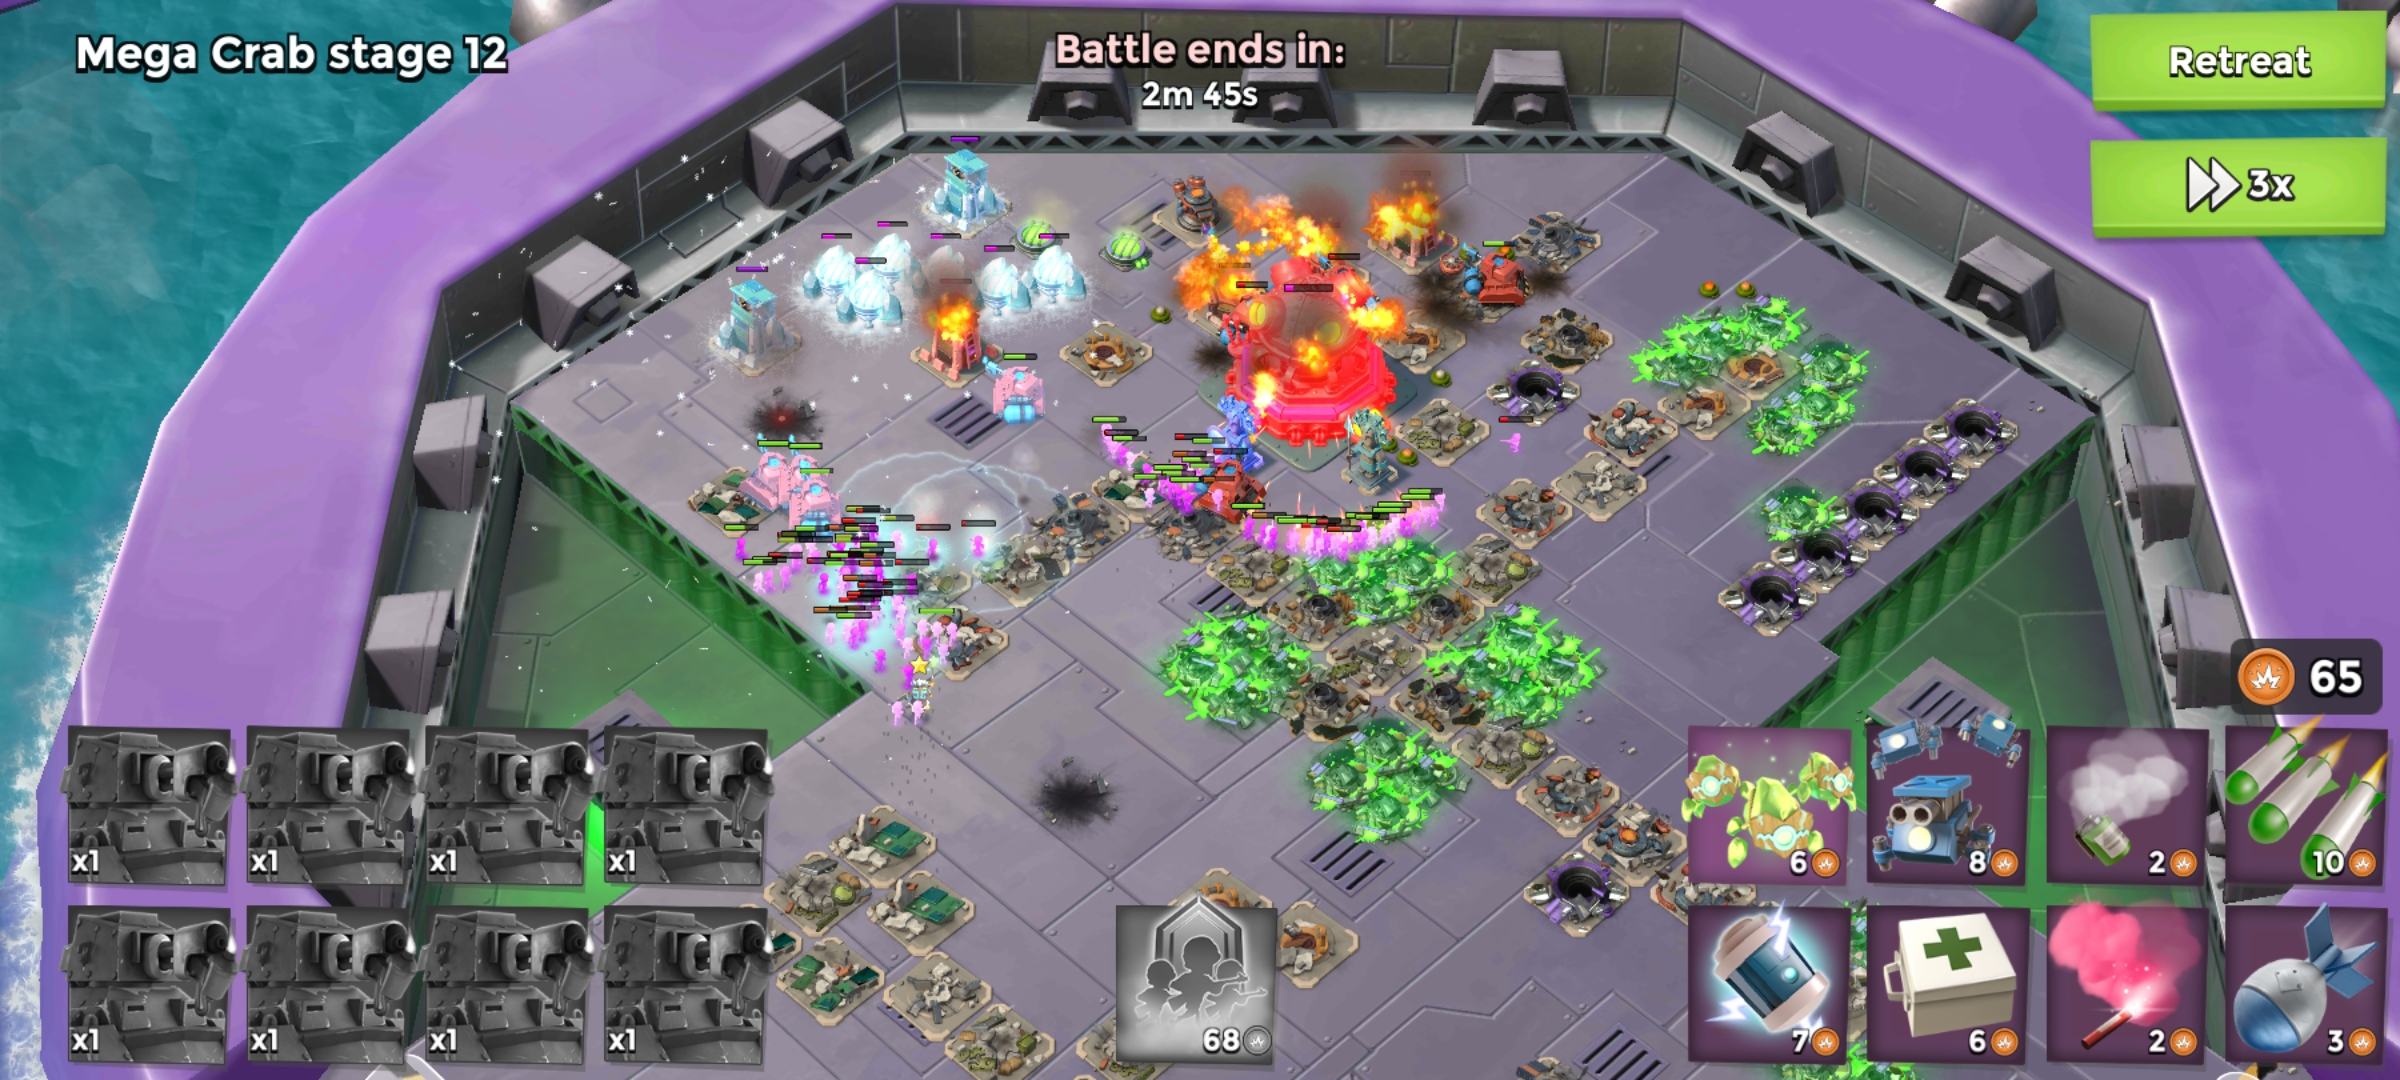 Mega Crab stage 12
Battle ends in:
2m 45s
Retreat
3x
65
x1
x1
x1
x1
6
8
2
10
x1
x1
x1
x1
68
7
6
2
3